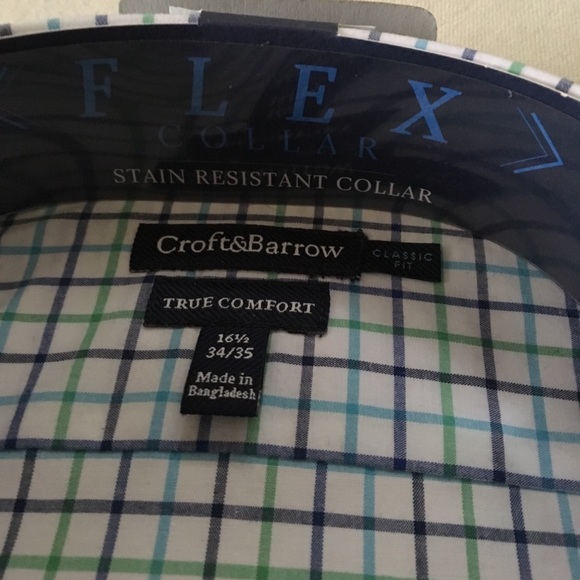 FLEX
COLLAR
STAIN RESISTANT COLLAR
Croft&Barrow
CLASSIC
FIT
TRUE COMFORT
16½
34/35
Made in
Bangladesh